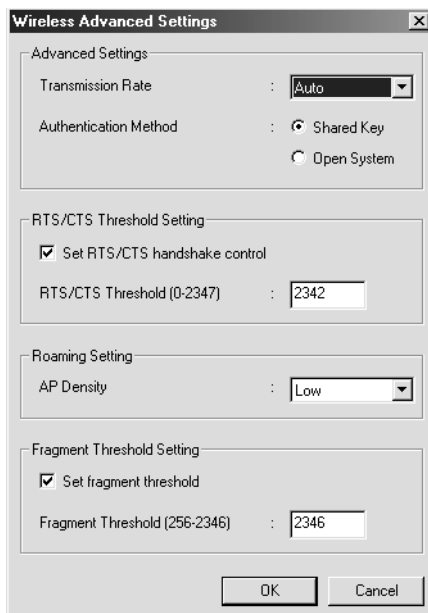 Wireless Advanced Settings
Advanced Settings
Transmission Rate : Auto
Authentication Method : Shared Key
Open System
RTS/CTS Threshold Setting
Set RTS/CTS handshake control
RTS/CTS Threshold (0-2347) : 2342
Roaming Setting
AP Density : Low
Fragment Threshold Setting
Set fragment threshold
Fragment Threshold (256-2346) : 2346
OK Cancel